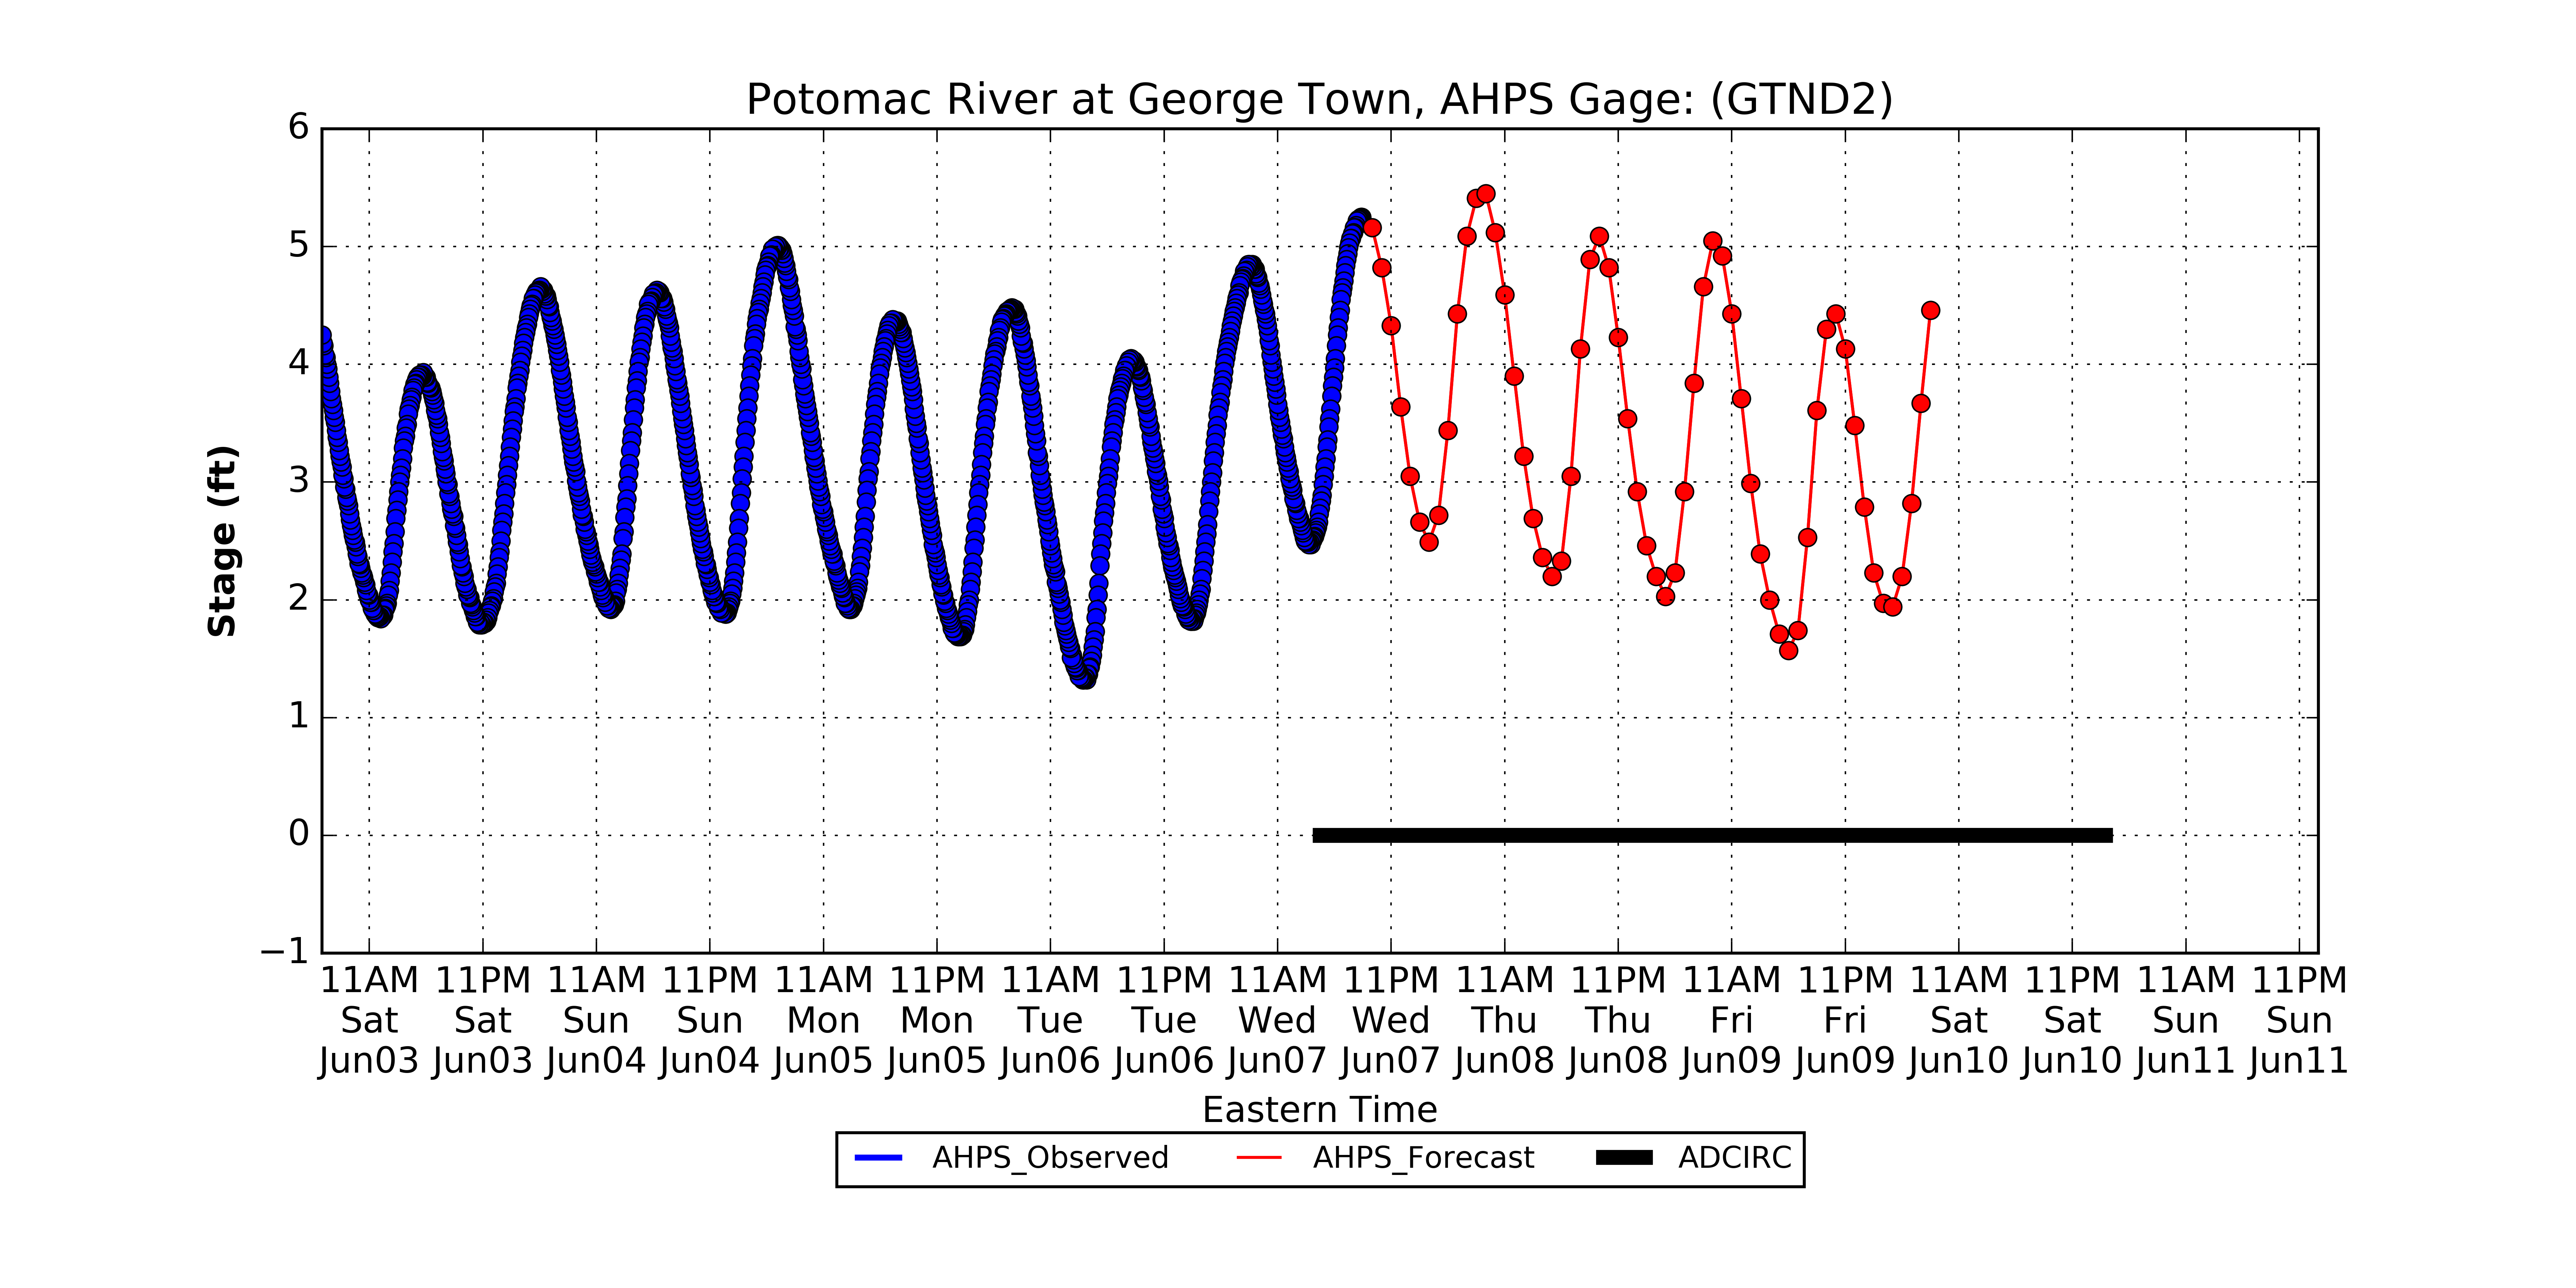 Potomac River at George Town, AHPS Gage: (GTND2)
6
5
4
3
2
1
0
−1
Stage (ft)
11AM 11PM 11AM 11PM 11AM 11PM 11AM 11PM 11AM 11PM 11AM 11PM 11AM 11PM 11AM 11PM 11AM 11PM
Sat Sat Sun Sun Mon Mon Tue Tue Wed Wed Thu Thu Fri Fri Sat Sat Sun Sun
Jun03 Jun03 Jun04 Jun04 Jun05 Jun05 Jun06 Jun06 Jun07 Jun07 Jun08 Jun08 Jun09 Jun09 Jun10 Jun10 Jun11 Jun11
Eastern Time
AHPS_Observed AHPS_Forecast ADCIRC